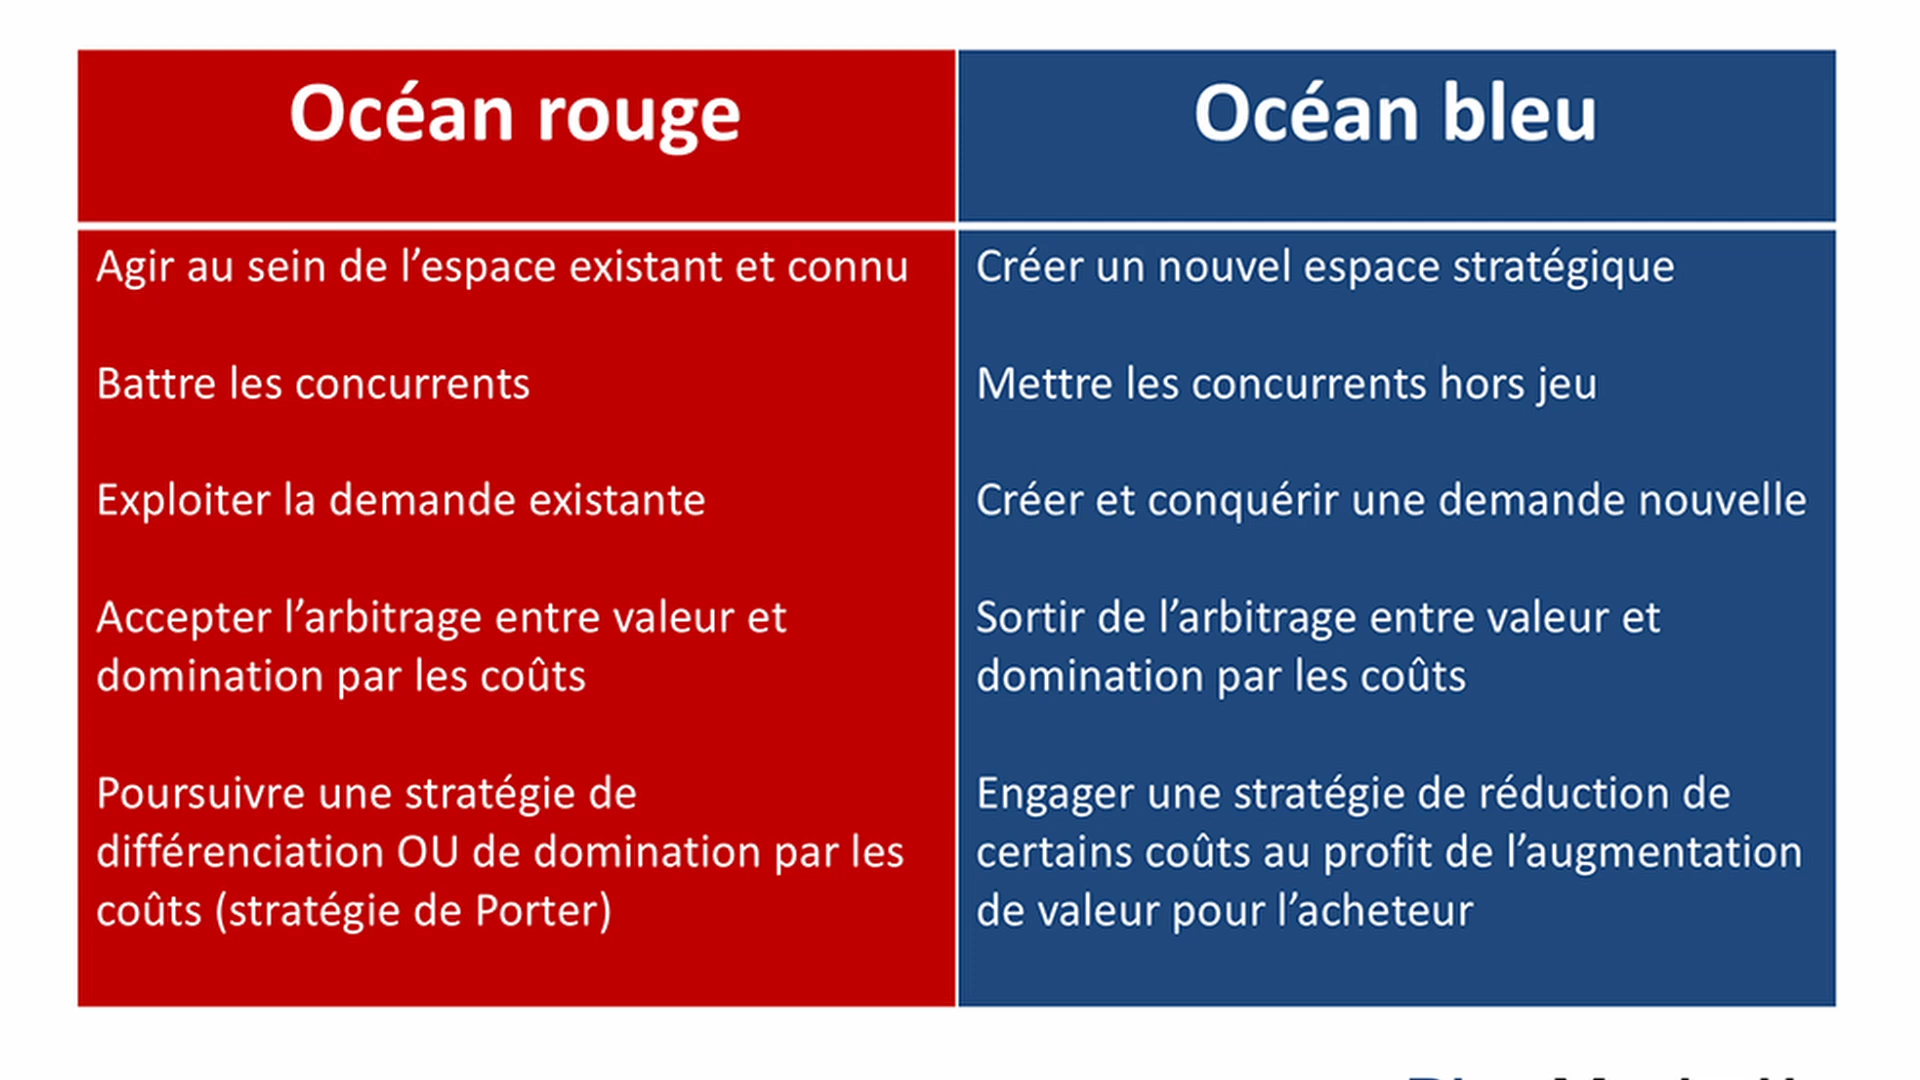 Océan rouge
Océan bleu
Agir au sein de l’espace existant et connu
Battre les concurrents
Exploiter la demande existante
Accepter l’arbitrage entre valeur et
domination par les coûts
Poursuivre une stratégie de
différenciation OU de domination par les
coûts (stratégie de Porter)
Créer un nouvel espace stratégique
Mettre les concurrents hors jeu
Créer et conquérir une demande nouvelle
Sortir de l’arbitrage entre valeur et
domination par les coûts
Engager une stratégie de réduction de
certains coûts au profit de l’augmentation
de valeur pour l’acheteur